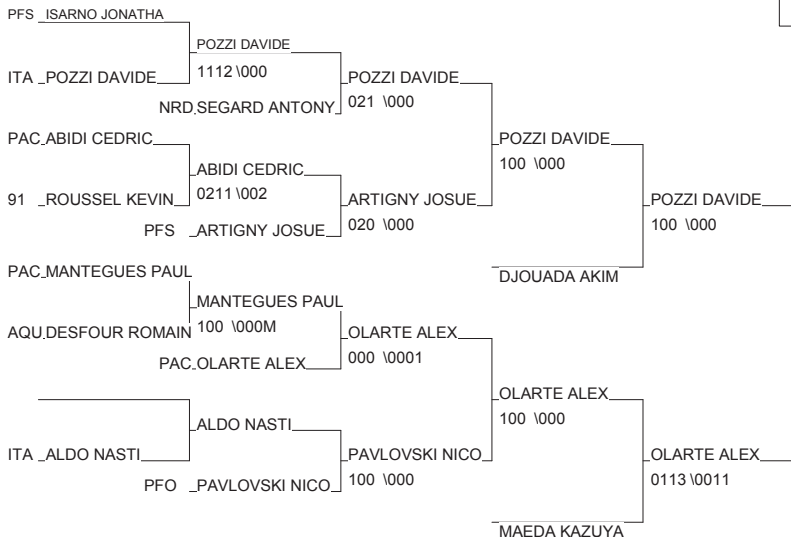 PFS ISARNO JONATHA
POZZI DAVIDE
ITA POZZI DAVIDE 1112 \000 POZZI DAVIDE
NRD SEGARD ANTONY 021 \000
PAC ABIDI CEDRIC POZZI DAVIDE
100 \000
ABIDI CEDRIC
91 ROUSSEL KEVIN 0211 \002 ARTIGNY JOSUE POZZI DAVIDE
PFS ARTIGNY JOSUE 020 \000 100 \000
PAC MANTEGUES PAUL DJOUADA AKIM
MANTEGUES PAUL
AQU DESFOUR ROMAIN 100 \000M OLARTE ALEX
PAC OLARTE ALEX 000 \0001
OLARTE ALEX
ALDO NASTI 100 \000
ITA ALDO NASTI PAVLOVSKI NICO OLARTE ALEX
PFO PAVLOVSKI NICO 100 \000 0113 \0011
MAEDA KAZUYA